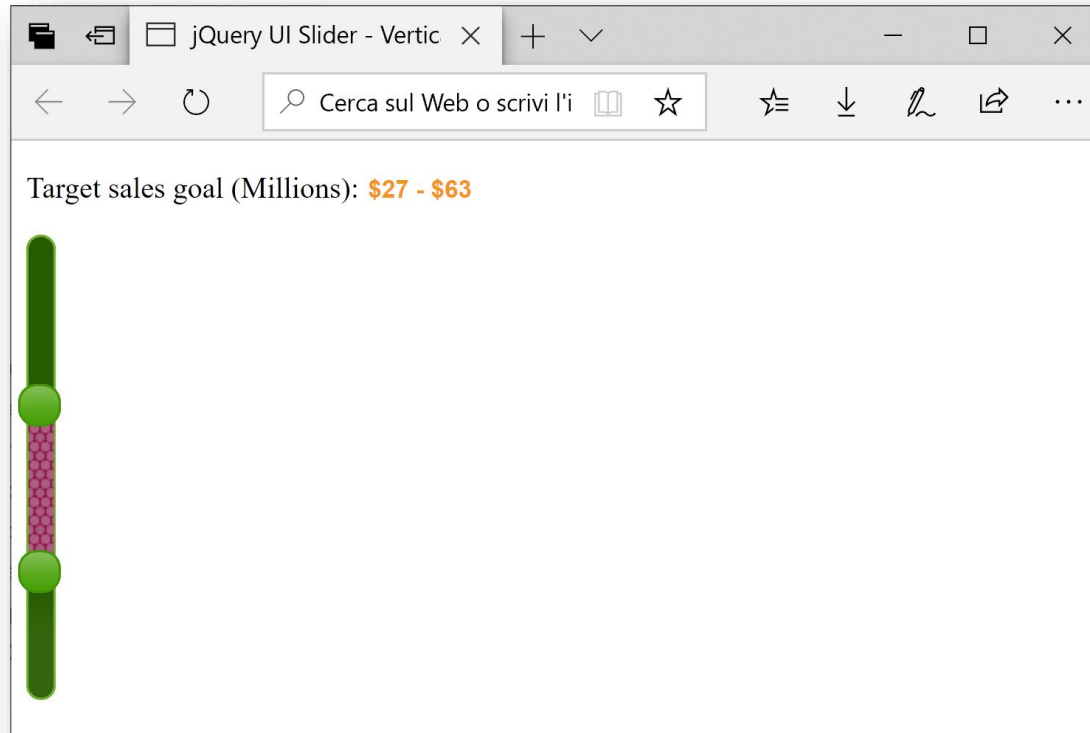 jQuery UI Slider - Vertic
Cerca sul Web o scrivi l'i
Target sales goal (Millions): $27 - $63